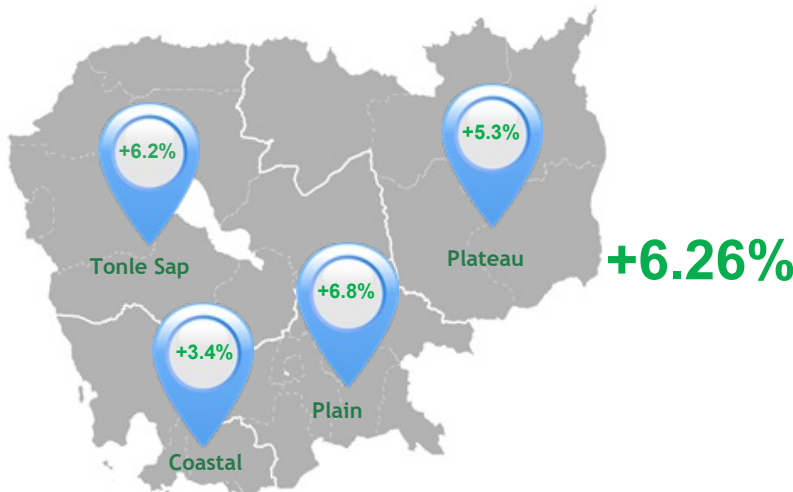 +5.3%
+6.2%
Plateau
+6.26%
Tonle Sap
+6.8%
+3.4%
Plain
Coastal